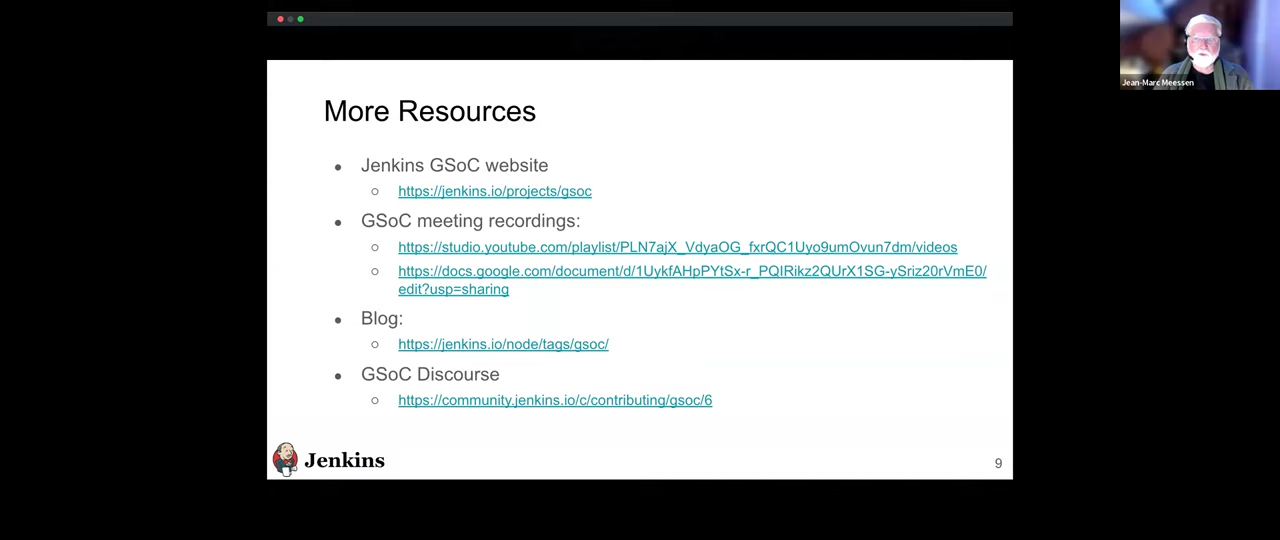 More Resources
Jenkins GSoC website
https://jenkins.io/projects/gsoc
GSoC meeting recordings:
https://studio.youtube.com/playlist/PLN7ajX_VdyaOG_fxrQC1Uyo9umOvun7dm/videos
https://docs.google.com/document/d/1UykfAHpPYtSx-r_PQIRikz2QUrX1SG-ySriz20rVmE0/
edit?usp=sharing
Blog:
https://jenkins.io/node/tags/gsoc/
GSoC Discourse
https://community.jenkins.io/c/contributing/gsoc/6
Jenkins
9
Jean-Marc Meessen